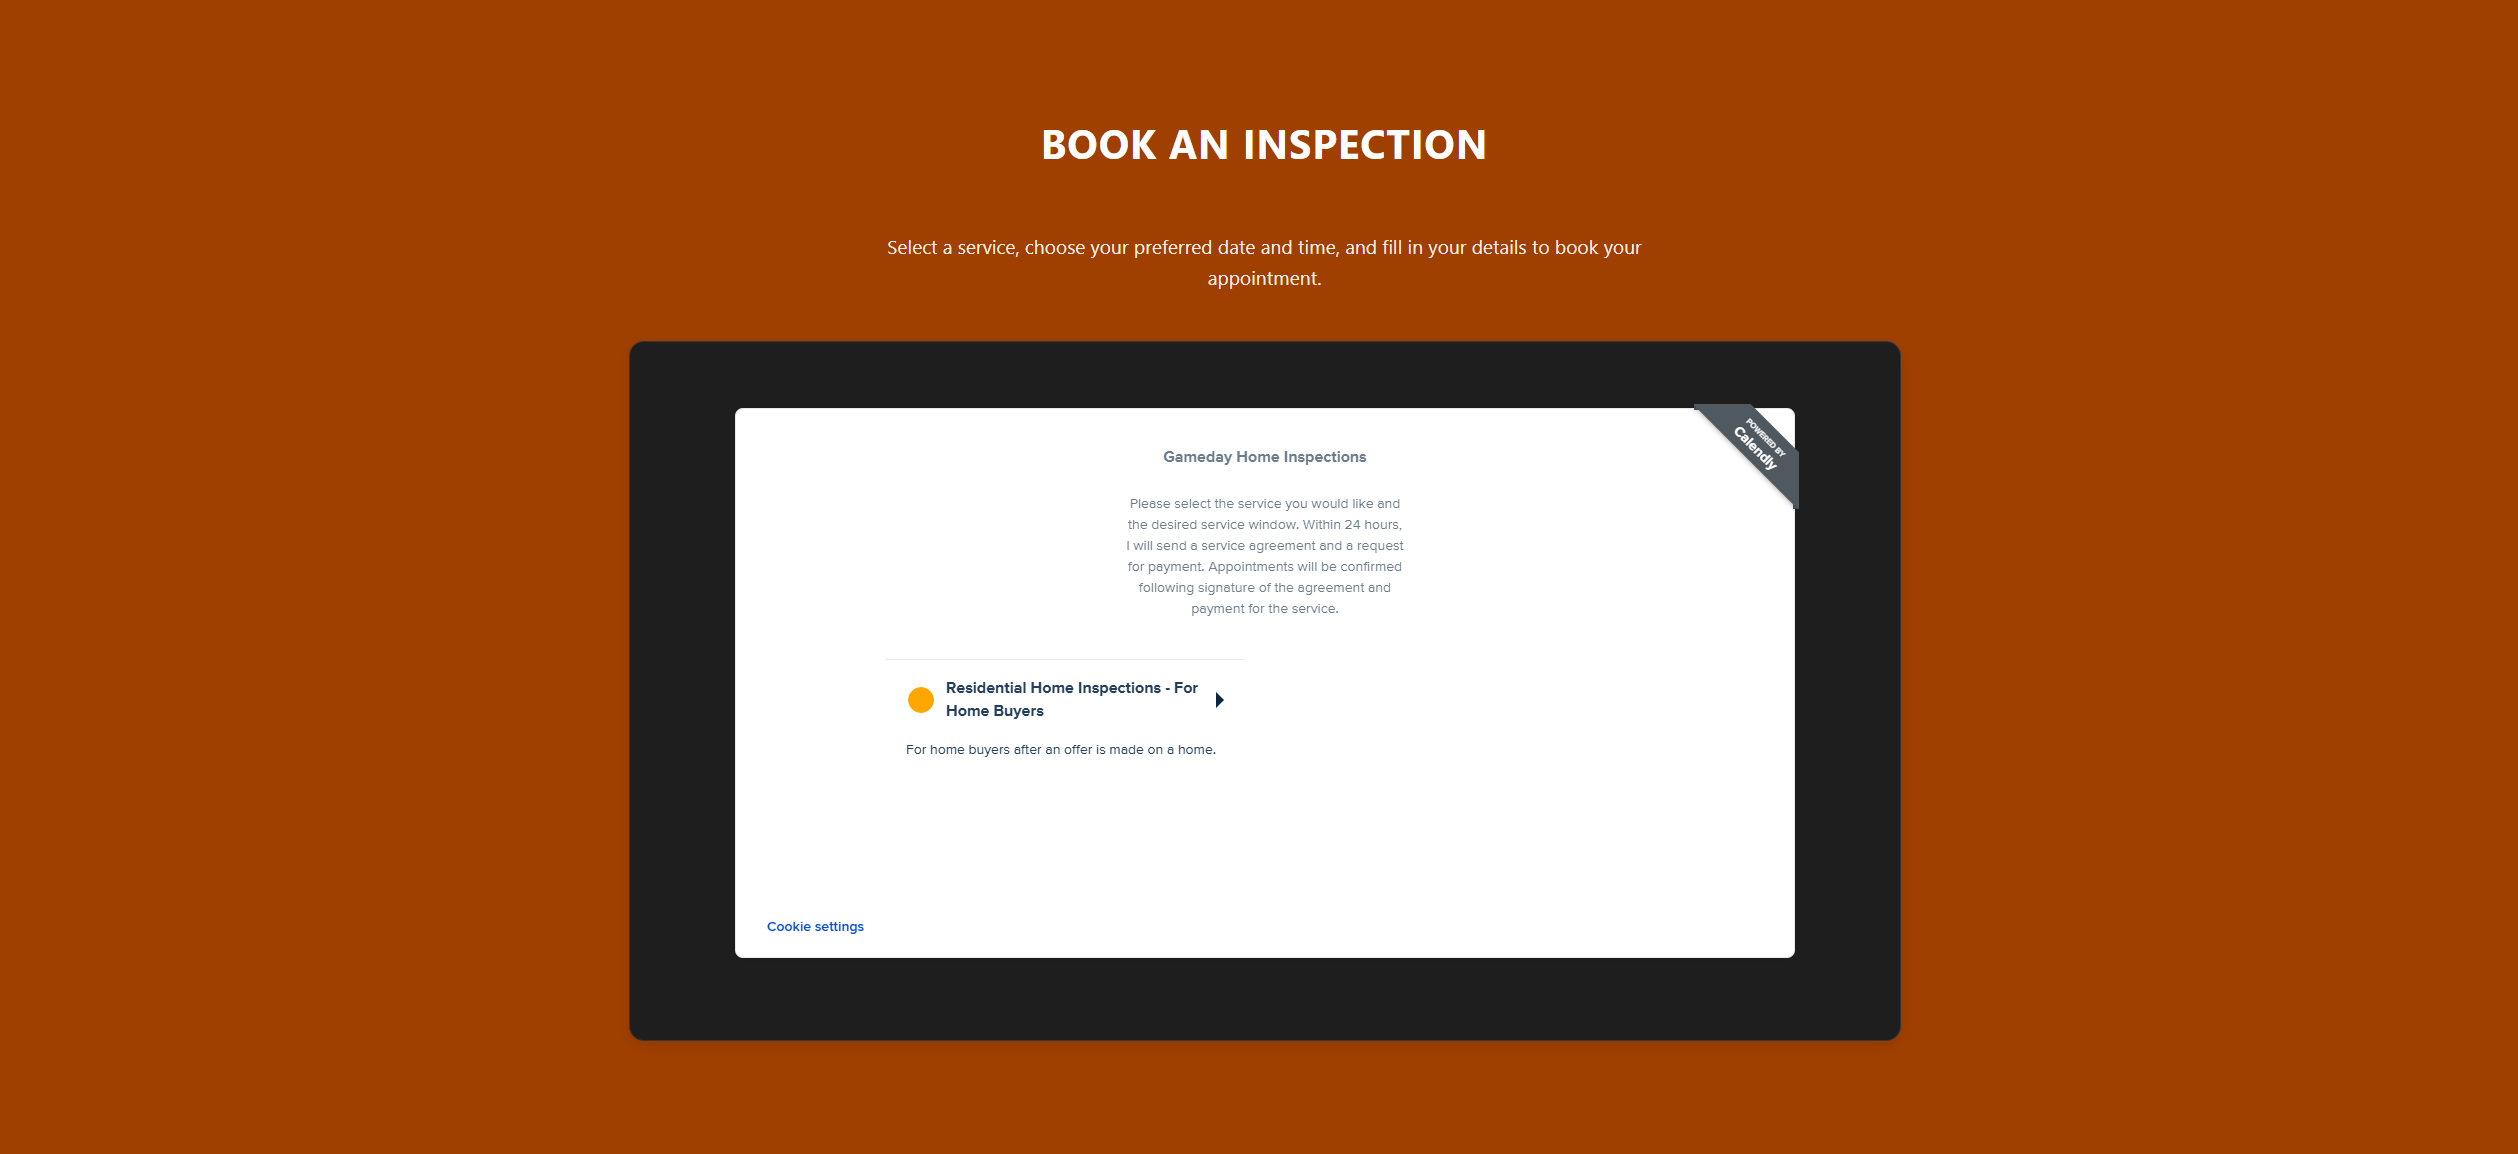 BOOK AN INSPECTION
Select a service, choose your preferred date and time, and fill in your details to book your
appointment.
POWERED BY
Calendly
Gameday Home Inspections
Please select the service you would like and
the desired service window. Within 24 hours,
I will send a service agreement and a request
for payment. Appointments will be confirmed
following signature of the agreement and
payment for the service.
Residential Home Inspections - For
Home Buyers
For home buyers after an offer is made on a home.
Cookie settings